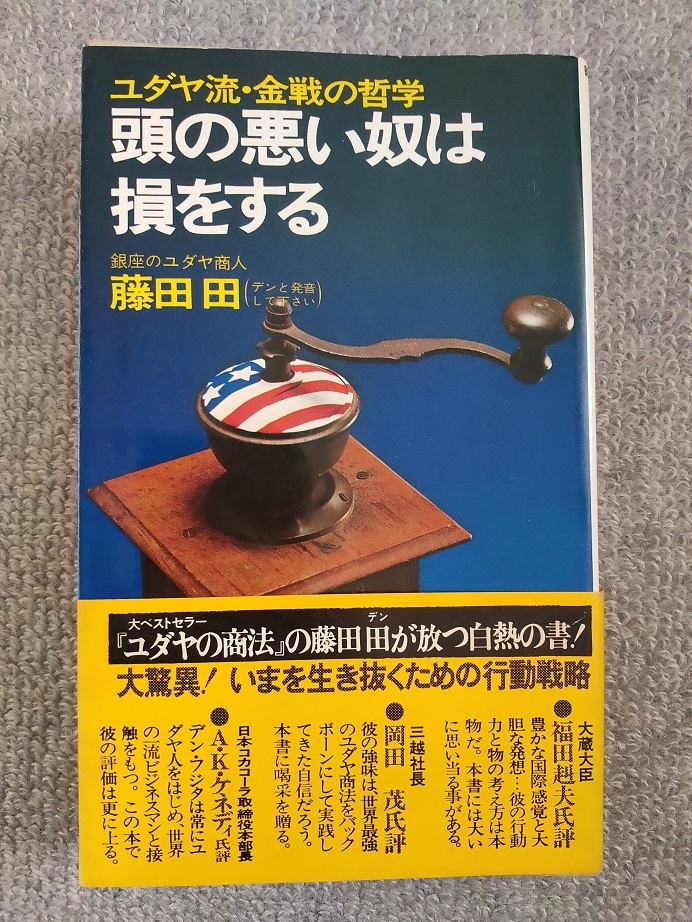 ユダヤ流・金戦の哲学
頭の悪い奴は
損をする
銀座のユダヤ商人
藤田 田（デンと発音
して下さい）
大ベストセラー
デン
『ユダヤの商法』の藤田 田が放つ白熱の書!
大驚異! いまを生き抜くための行動戦略
大蔵大臣
●福田赳夫氏評
豊かな国際感覚と大
胆な発想…彼の行動
力と物の考え方は本
物だ。本書には大い
に思い当る事がある。
三越社長
●岡田 茂氏評
彼の強味は、世界最強
のユダヤ商法をバック
ボーンにして実践し
てきた自信だろう。
本書に喝采を贈る。
日本コカコーラ取締役本部長
●A・K・ケネディ氏評
デン・フジタは常にユ
ダヤ人をはじめ、世界
の一流ビジネスマンと接
触をもつ。この本で
彼の評価は更に上る。